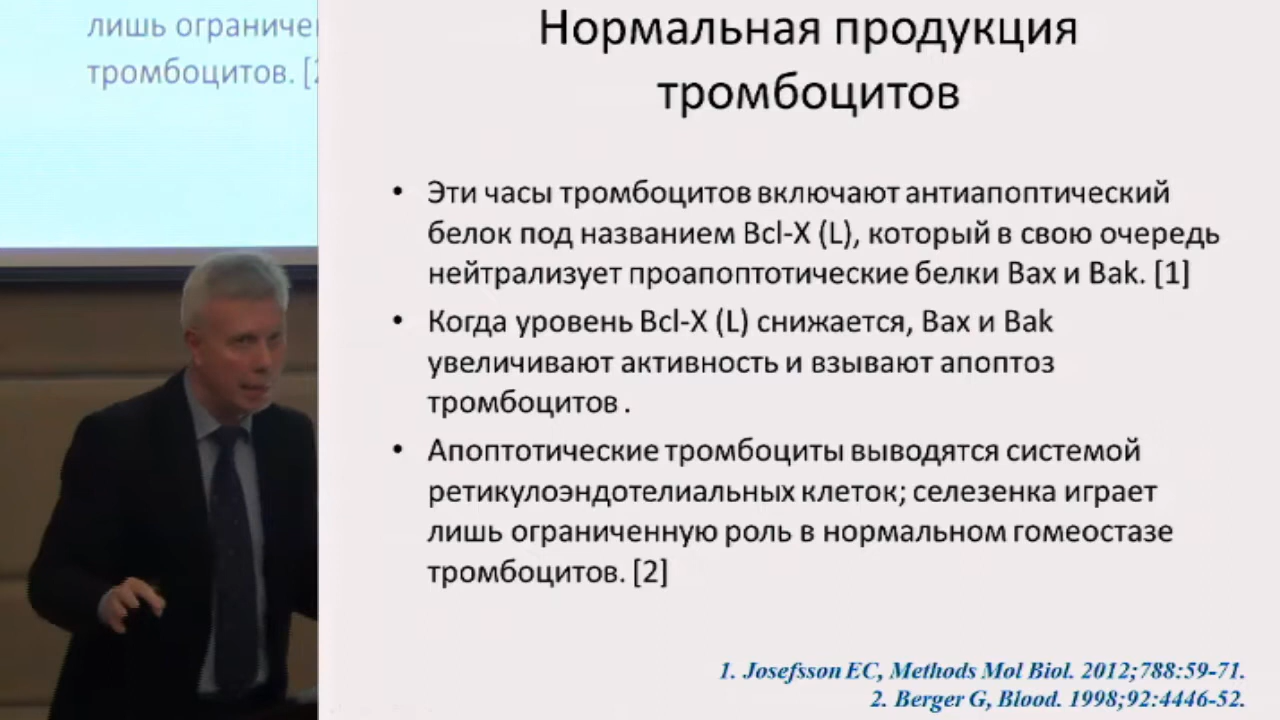 лишь ограниче
тромбоцитов. [2
Нормальная продукция
тромбоцитов
• Эти часы тромбоцитов включают антиапоптический
белок под названием Bcl-X (L), который в свою очередь
нейтрализует проапоптотические белки Bax и Bak. [1]
• Когда уровень Bcl-X (L) снижается, Bax и Bak
увеличивают активность и взывают апоптоз
тромбоцитов .
• Апоптотические тромбоциты выводятся системой
ретикулоэндотелиальных клеток; селезенка играет
лишь ограниченную роль в нормальном гомеостазе
тромбоцитов. [2]
1. Josefsson EC, Methods Mol Biol. 2012;788:59-71.
2. Berger G, Blood. 1998;92:4446-52.